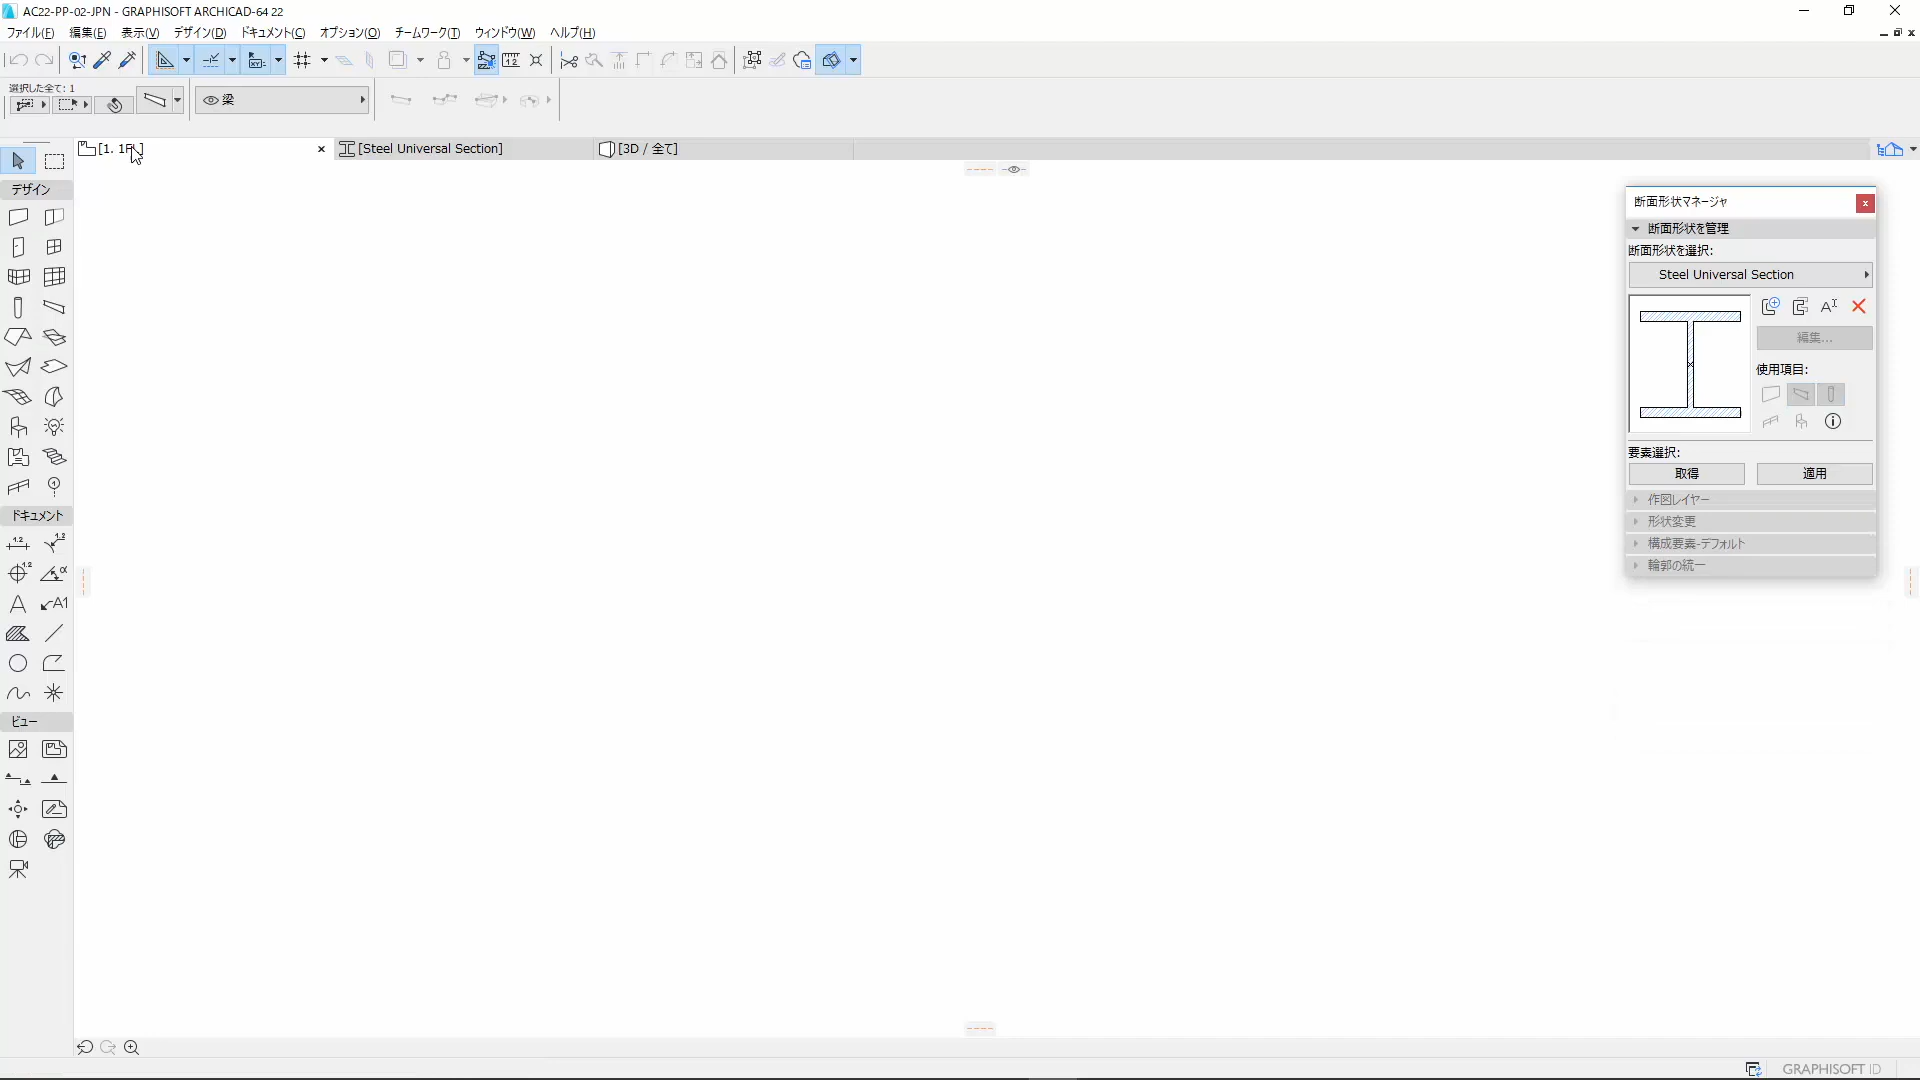 AC22-PP-02-JPN - GRAPHISOFT ARCHICAD-64 22
ファイル(F) 編集(E) 表示(V) デザイン(D) ドキュメント(C) オプション(O) チームワーク(T) ウィンドウ(W) ヘルプ(H)
選択した全て: 1
梁
[1. 1FL] [Steel Universal Section] [3D / 全て]
デザイン
ドキュメント
ビュー
断面形状マネージャ
断面形状を管理
断面形状を選択:
Steel Universal Section
編集...
使用項目:
要素選択:
取得 適用
作図レイヤー
形状変更
構成要素-デフォルト
輪郭の統一
GRAPHISOFT ID